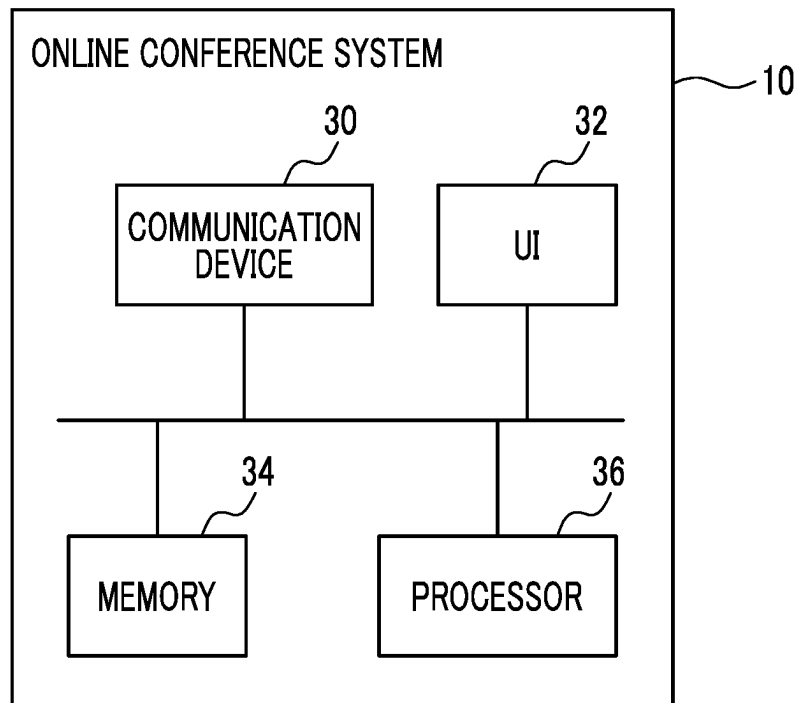 ONLINE CONFERENCE SYSTEM
10
30
32
COMMUNICATION
DEVICE
UI
34
36
MEMORY
PROCESSOR